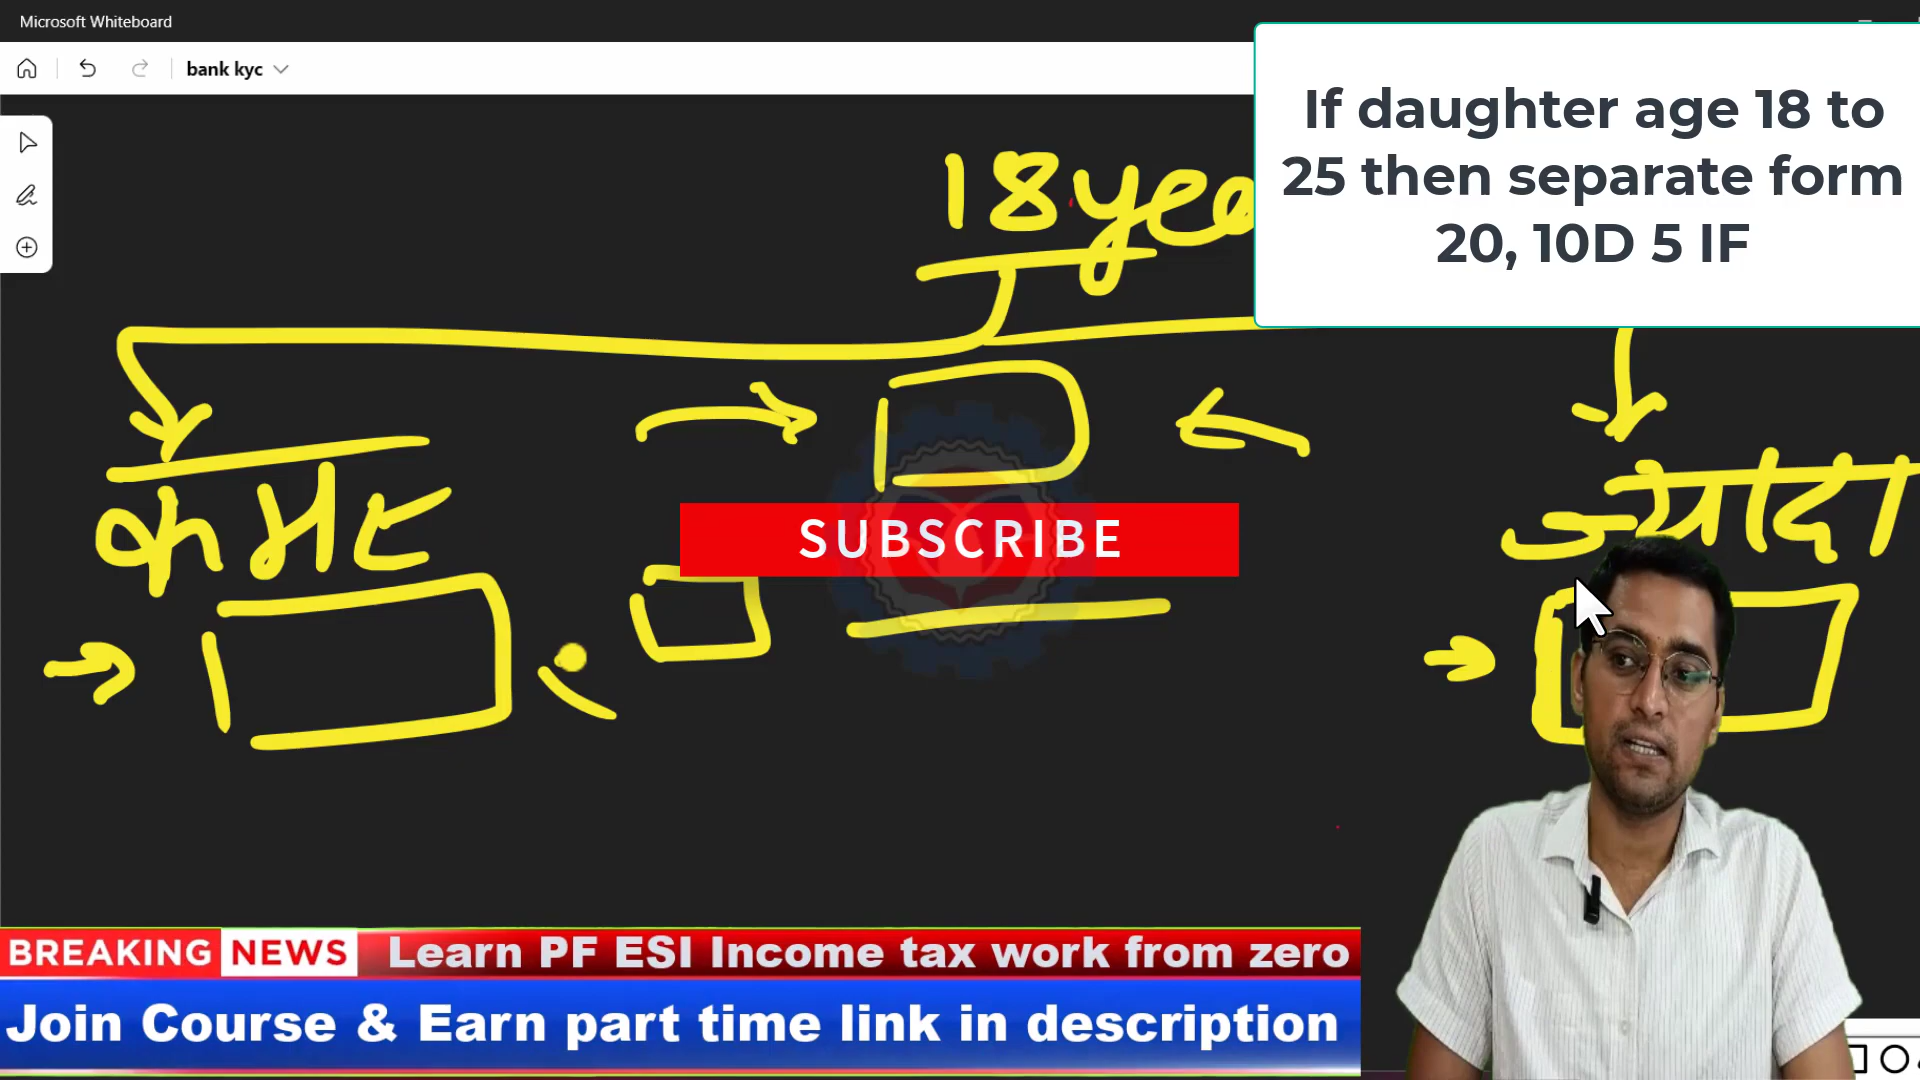 Microsoft Whiteboard
bank kyc
If daughter age 18 to
25 then separate form
20, 10D 5 IF
18 yea
कम है
ज्यादा
SUBSCRIBE
BREAKING NEWS Learn PF ESI Income tax work from zero
Join Course & Earn part time link in description